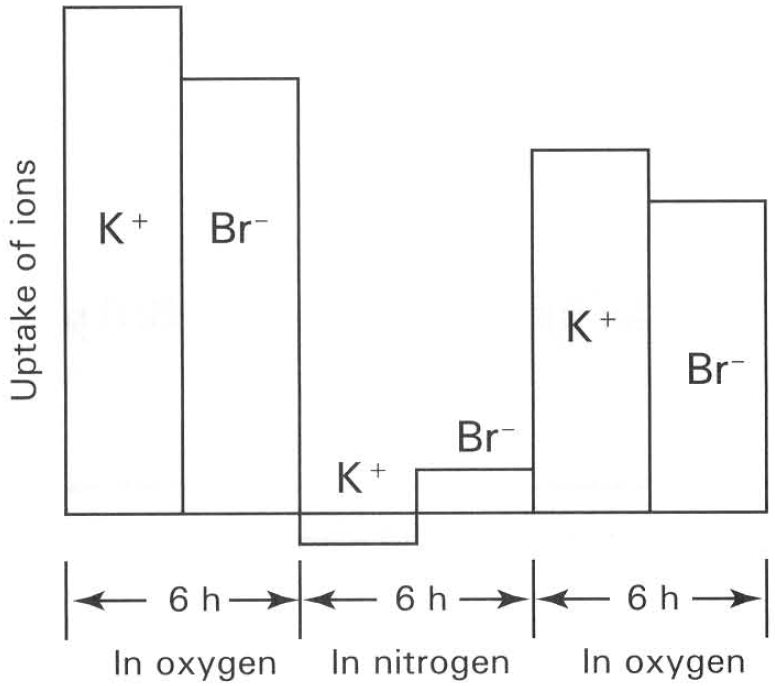 Uptake of ions
K+ Br−
K+ Br−
K+ Br−
6 h 6 h 6 h
In oxygen In nitrogen In oxygen